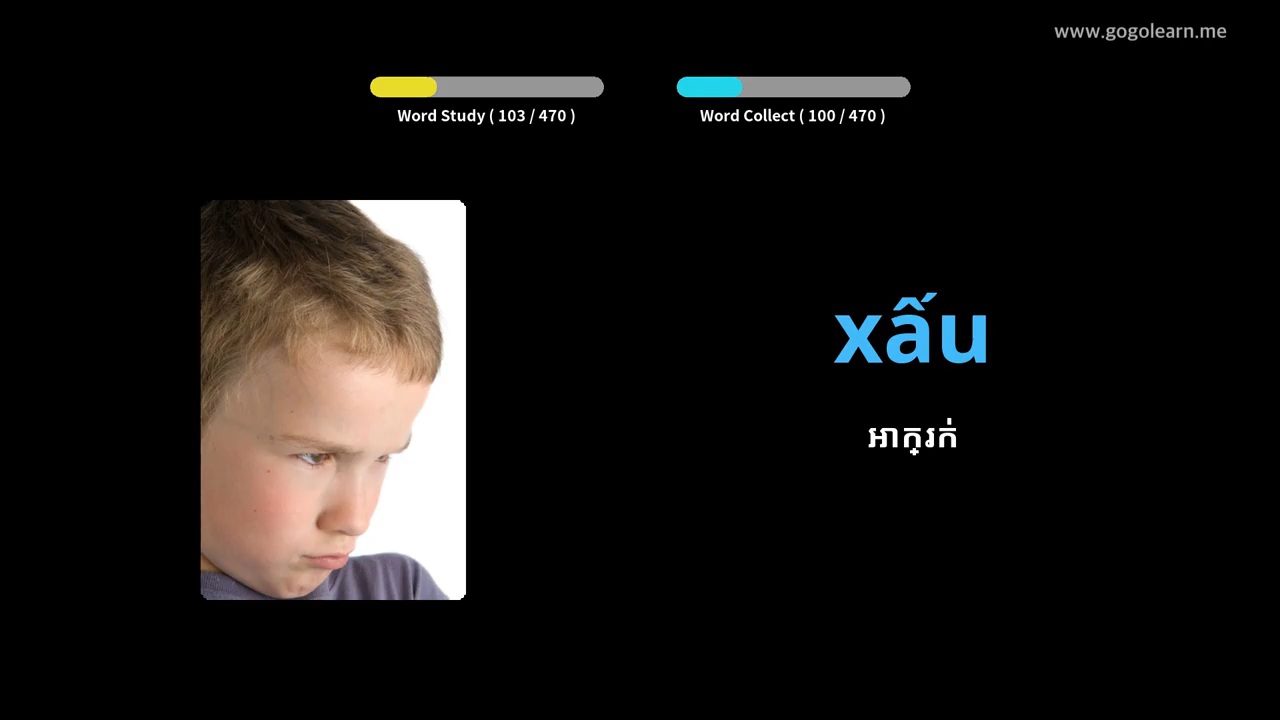 www.gogolearn.me
Word Study ( 103 / 470 )
Word Collect ( 100 / 470 )
xấu
អាក្រក់